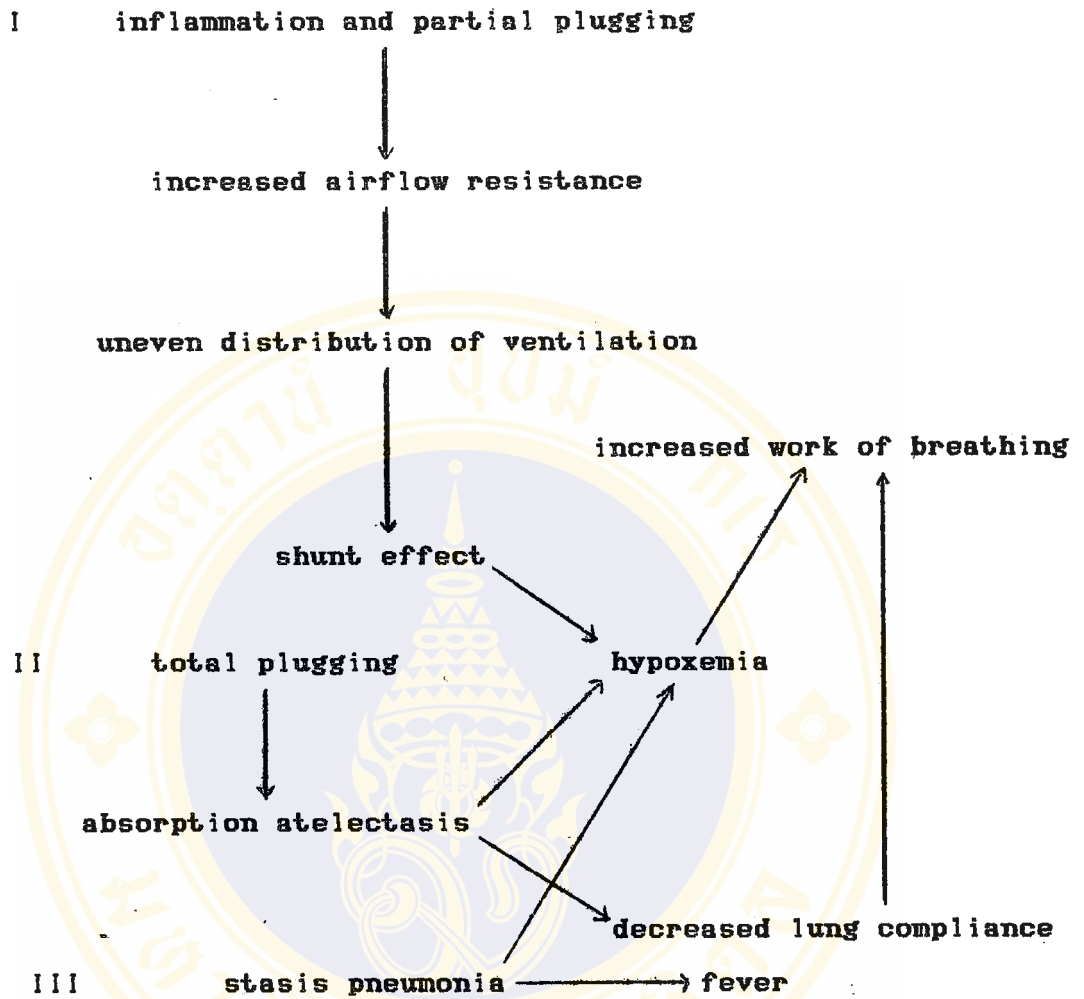 I inflammation and partial plugging
increased airflow resistance
uneven distribution of ventilation
increased work of breathing
shunt effect
II total plugging hypoxemia
absorption atelectasis
decreased lung compliance
III stasis pneumonia fever